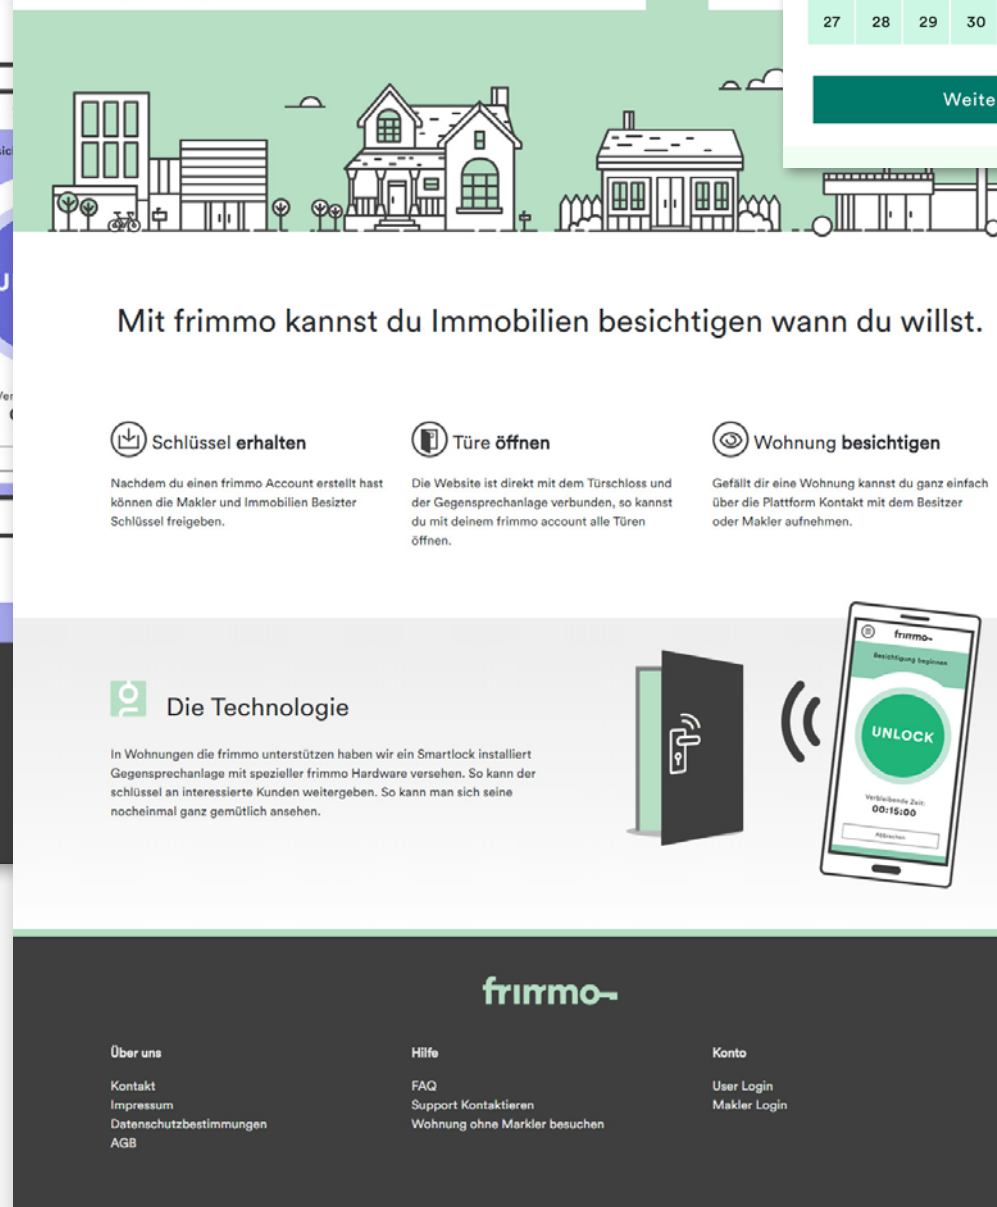 27 28 29 30
Mit frimmo kannst du Immobilien besichtigen wann du willst.
Schlüssel erhalten
Nachdem du einen frimmo Account erstellt hast
können die Makler und Immobilien Besizter
Schlüssel freigeben.
Türe öffnen
Die Website ist direkt mit dem Türschloss und
der Gegensprechanlage verbunden, so kannst
du mit deinem frimmo account alle Türen
öffnen.
Wohnung besichtigen
Gefällt dir eine Wohnung kannst du ganz einfach
über die Plattform Kontakt mit dem Besitzer
oder Makler aufnehmen.
Die Technologie
In Wohnungen die frimmo unterstützen haben wir ein Smartlock installiert
Gegensprechanlage mit spezieller frimmo Hardware versehen. So kann der
schlüssel an interessierte Kunden weitergeben. So kann man sich seine
nocheinmal ganz gemütlich ansehen.
frimmo
Besichtigung beginnen
UNLOCK
Verbleibende Zeit:
00:15:00
Abbrechen
frimmo
Über uns
Kontakt
Impressum
Datenschutzbestimmungen
AGB
Hilfe
FAQ
Support Kontaktieren
Wohnung ohne Markler besuchen
Konto
User Login
Makler Login